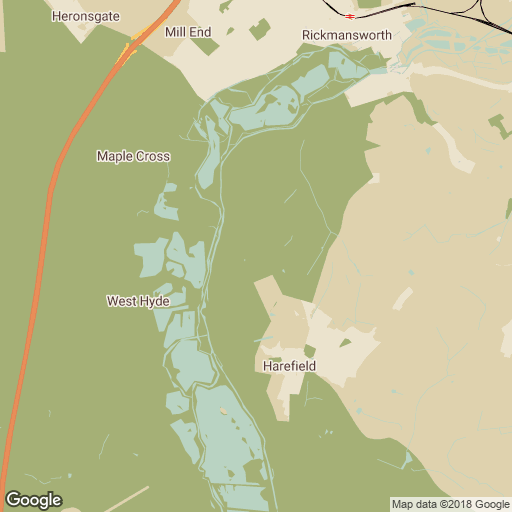 Heronsgate
Mill End
Rickmansworth
Maple Cross
West Hyde
Harefield
Google
Map data ©2018 Google